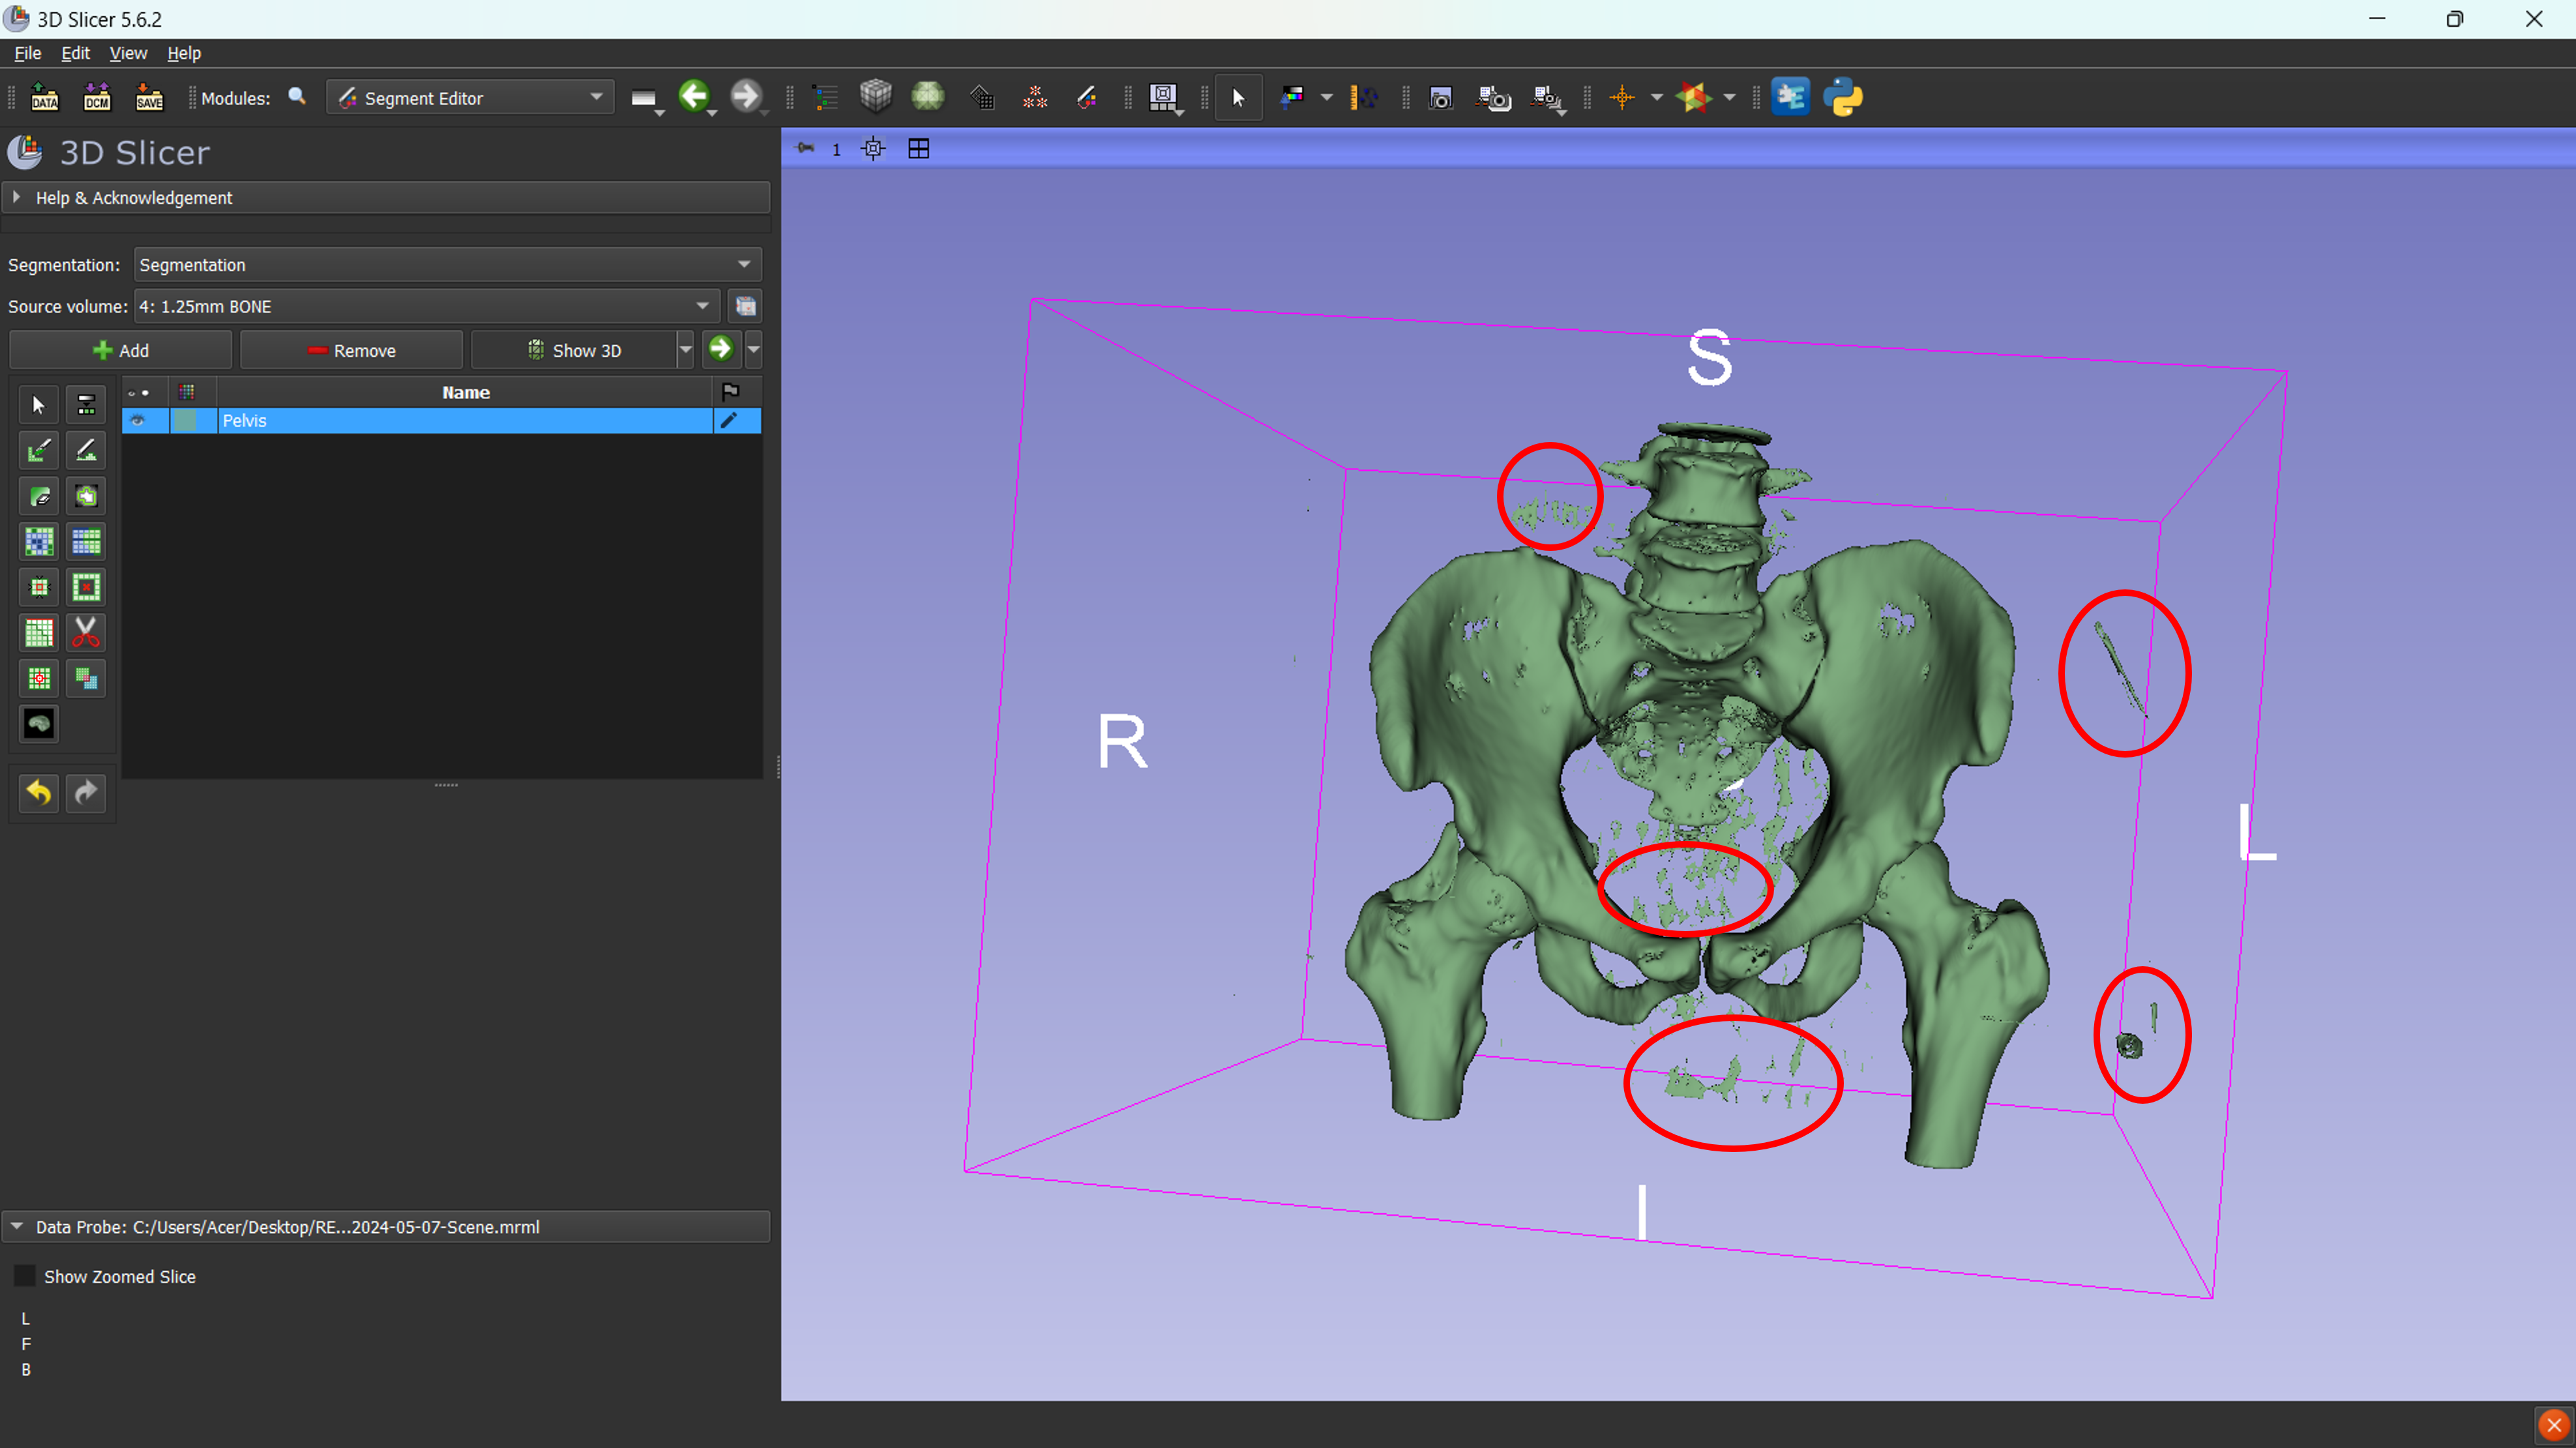 3D Slicer 5.6.2
File Edit View Help
DATA DCM SAVE Modules: Segment Editor
3D Slicer
1
Help & Acknowledgement
Segmentation: Segmentation
Source volume: 4: 1.25mm BONE
Add Remove Show 3D
Name
Pelvis
S
R
L
I
Data Probe: C:/Users/Acer/Desktop/RE...2024-05-07-Scene.mrml
Show Zoomed Slice
L
F
B